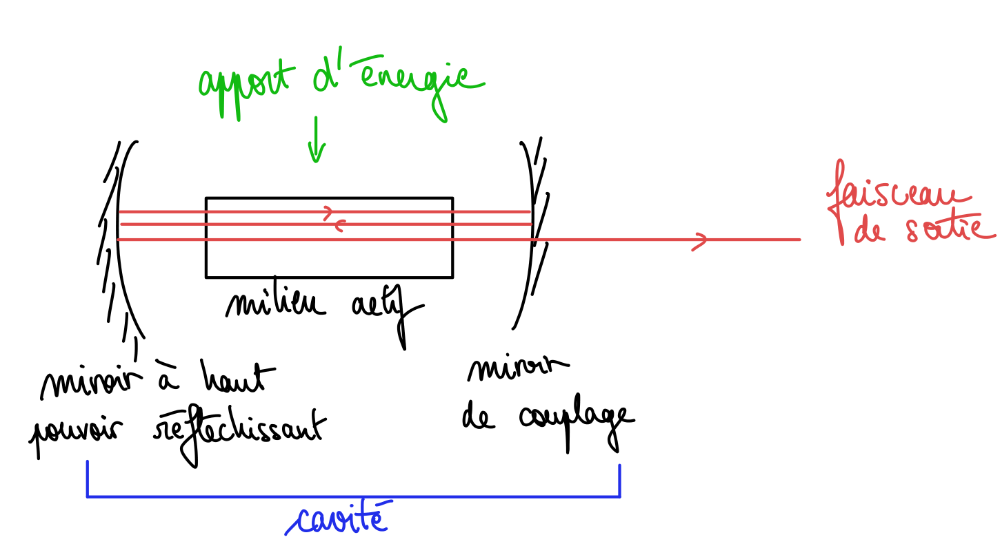 apport d'énergie
faisceau
de sortie
milieu actif
miroir à haut
pouvoir réfléchissant
miroir
de couplage
cavité